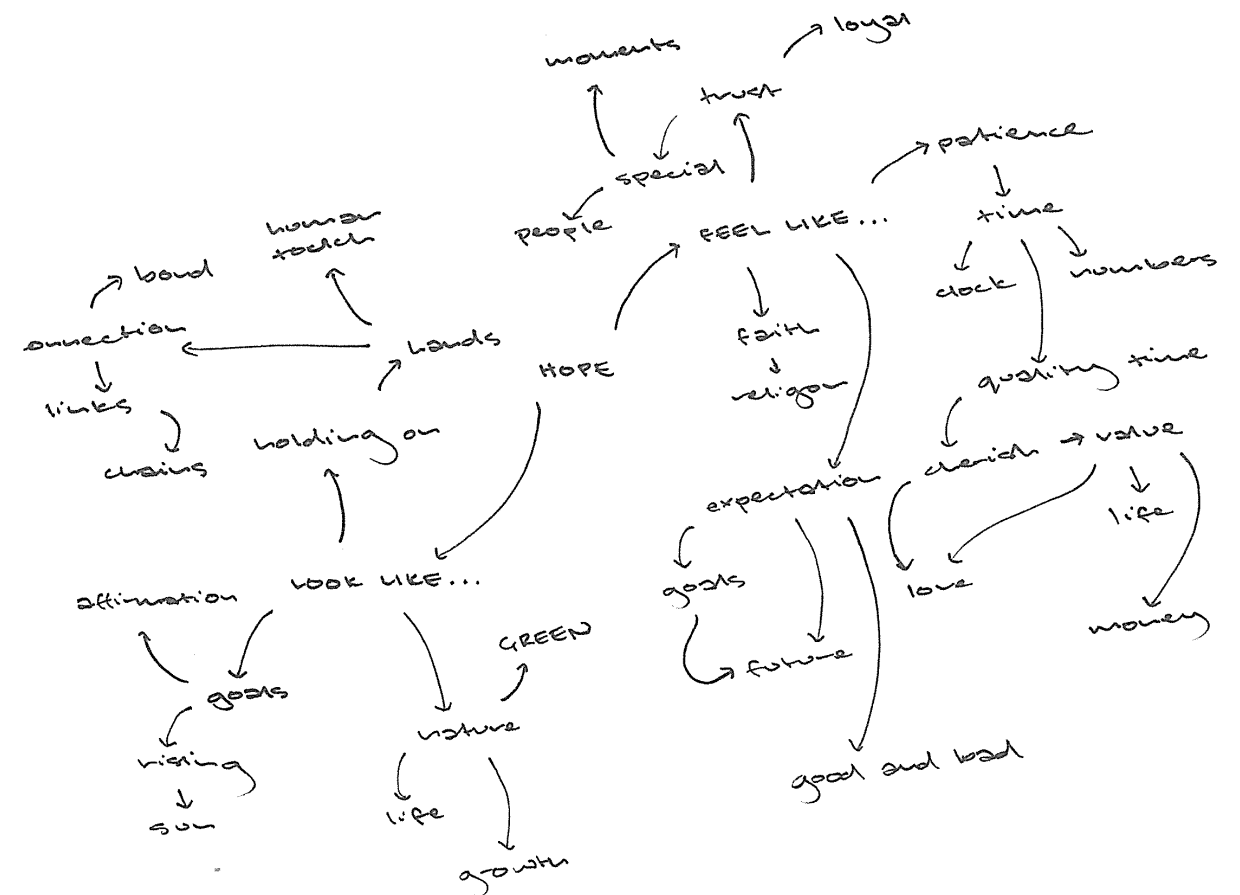 loyal
moments
trust
patience
special
people
FEEL LIKE...
time
human
touch
bond
clock
numbers
onnection
hands
faith
HOPE
religon
quality time
links
holding on
chains
cherish
value
expectation
life
LOOK LIKE...
goals
love
affirmation
money
GREEN
future
goals
nature
rising
good and bad
life
sun
growth